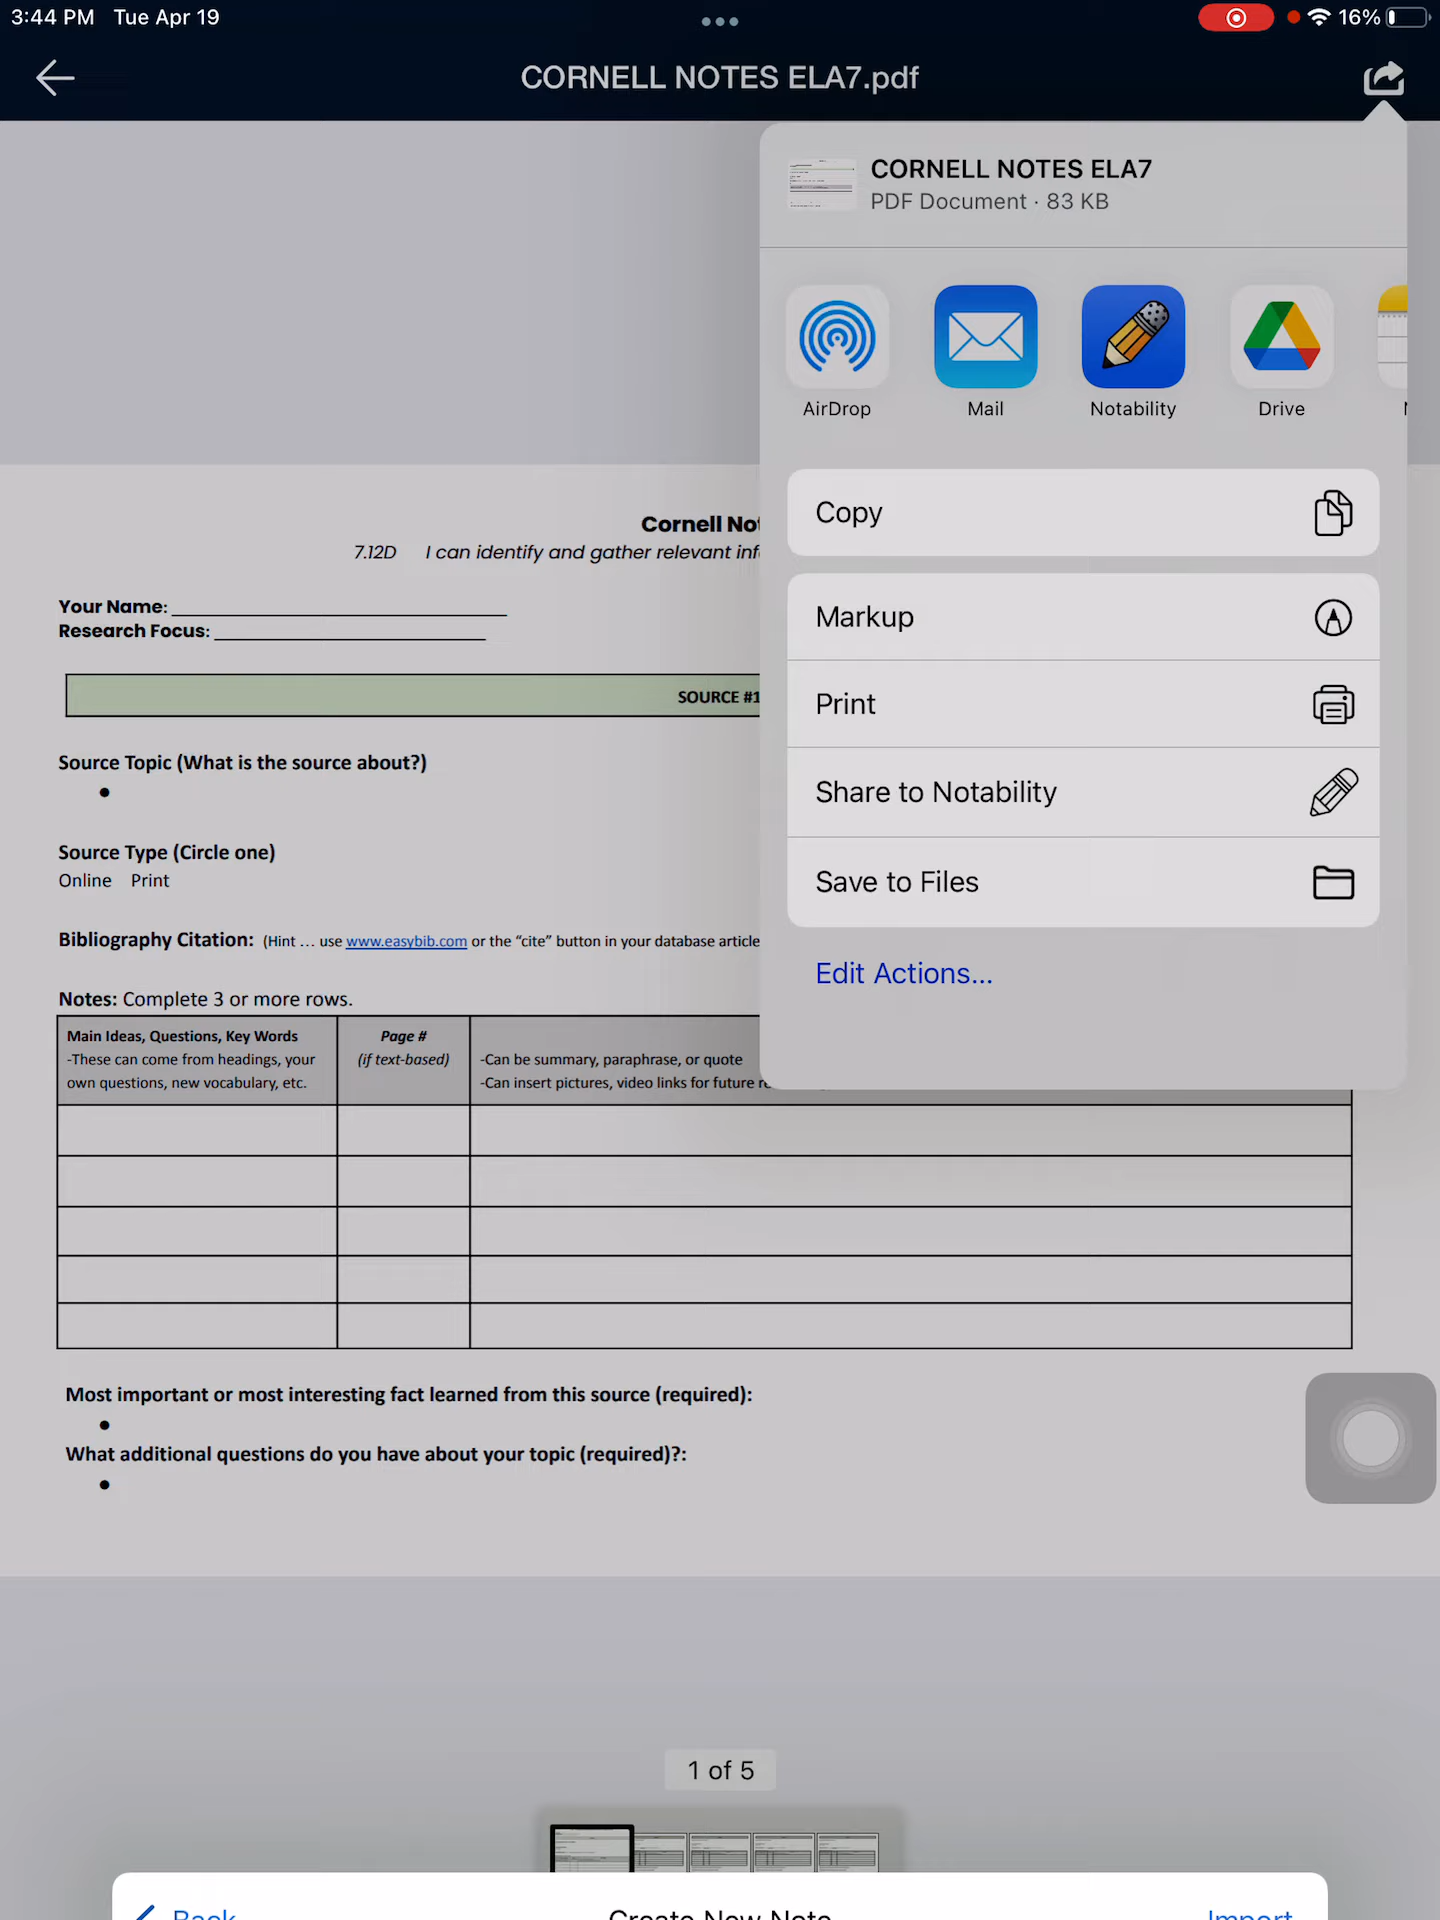 3:44 PM Tue Apr 19
16%
CORNELL NOTES ELA7.pdf
CORNELL NOTES ELA7
PDF Document · 83 KB
AirDrop
Mail
Notability
Drive
Copy
Markup
Print
Share to Notability
Save to Files
Edit Actions...
Cornell
7.12D I can identify and gather relevant
Your Name:
Research Focus:
SOURCE #1
Source Topic (What is the source about?)
Source Type (Circle one)
Online Print
Bibliography Citation: (Hint ... use www.easybib.com or the “cite” button in your database article
Notes: Complete 3 or more rows.
Main Ideas, Questions, Key Words
-These can come from headings, your
own questions, new vocabulary, etc.
Page #
(if text-based)
-Can be summary, paraphrase, or quote
-Can insert pictures, video links for future
Most important or most interesting fact learned from this source (required):
What additional questions do you have about your topic (required)?:
1 of 5
Back
Create New Note
Import